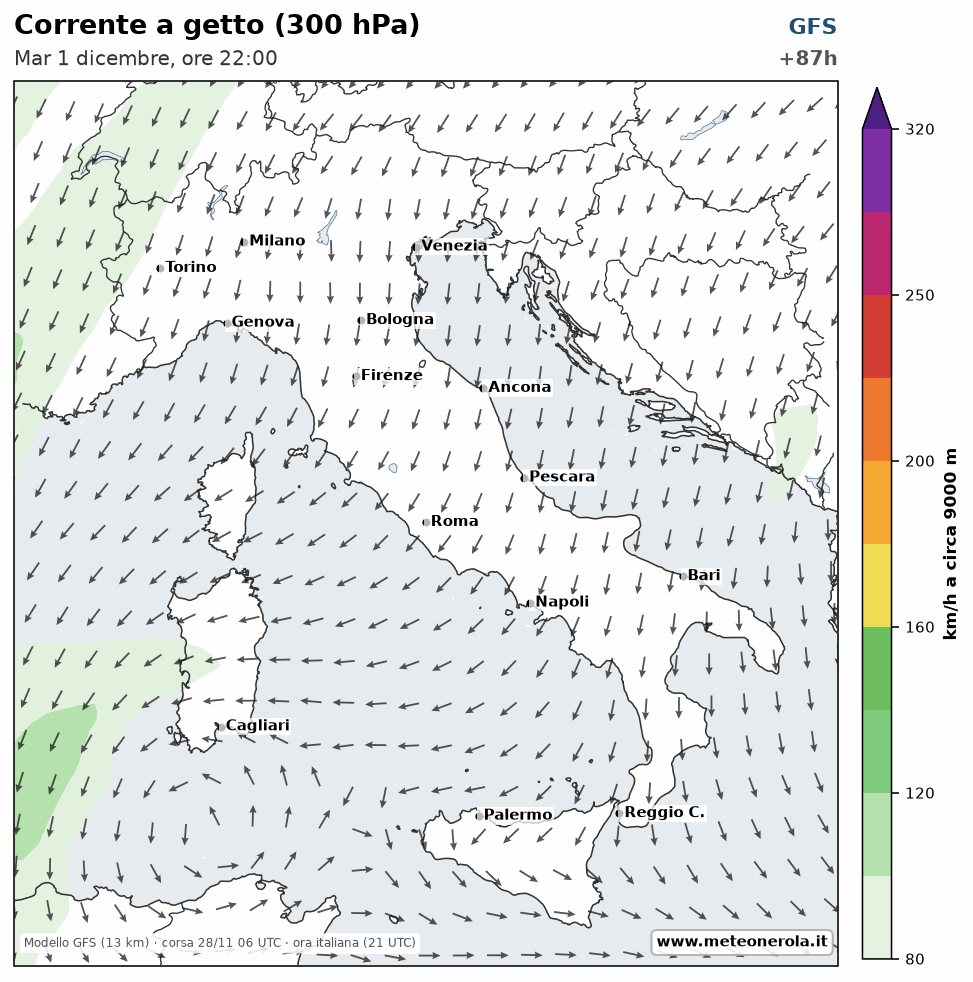 Corrente a getto (300 hPa)
GFS
Mar 1 dicembre, ore 22:00
+87h
Milano
Venezia
Torino
Genova
Bologna
Firenze
Ancona
Pescara
Roma
Bari
Napoli
Cagliari
Palermo
Reggio C.
320
250
200
160
120
80
km/h a circa 9000 m
Modello GFS (13 km) · corsa 28/11 06 UTC · ora italiana (21 UTC)
www.meteonerola.it